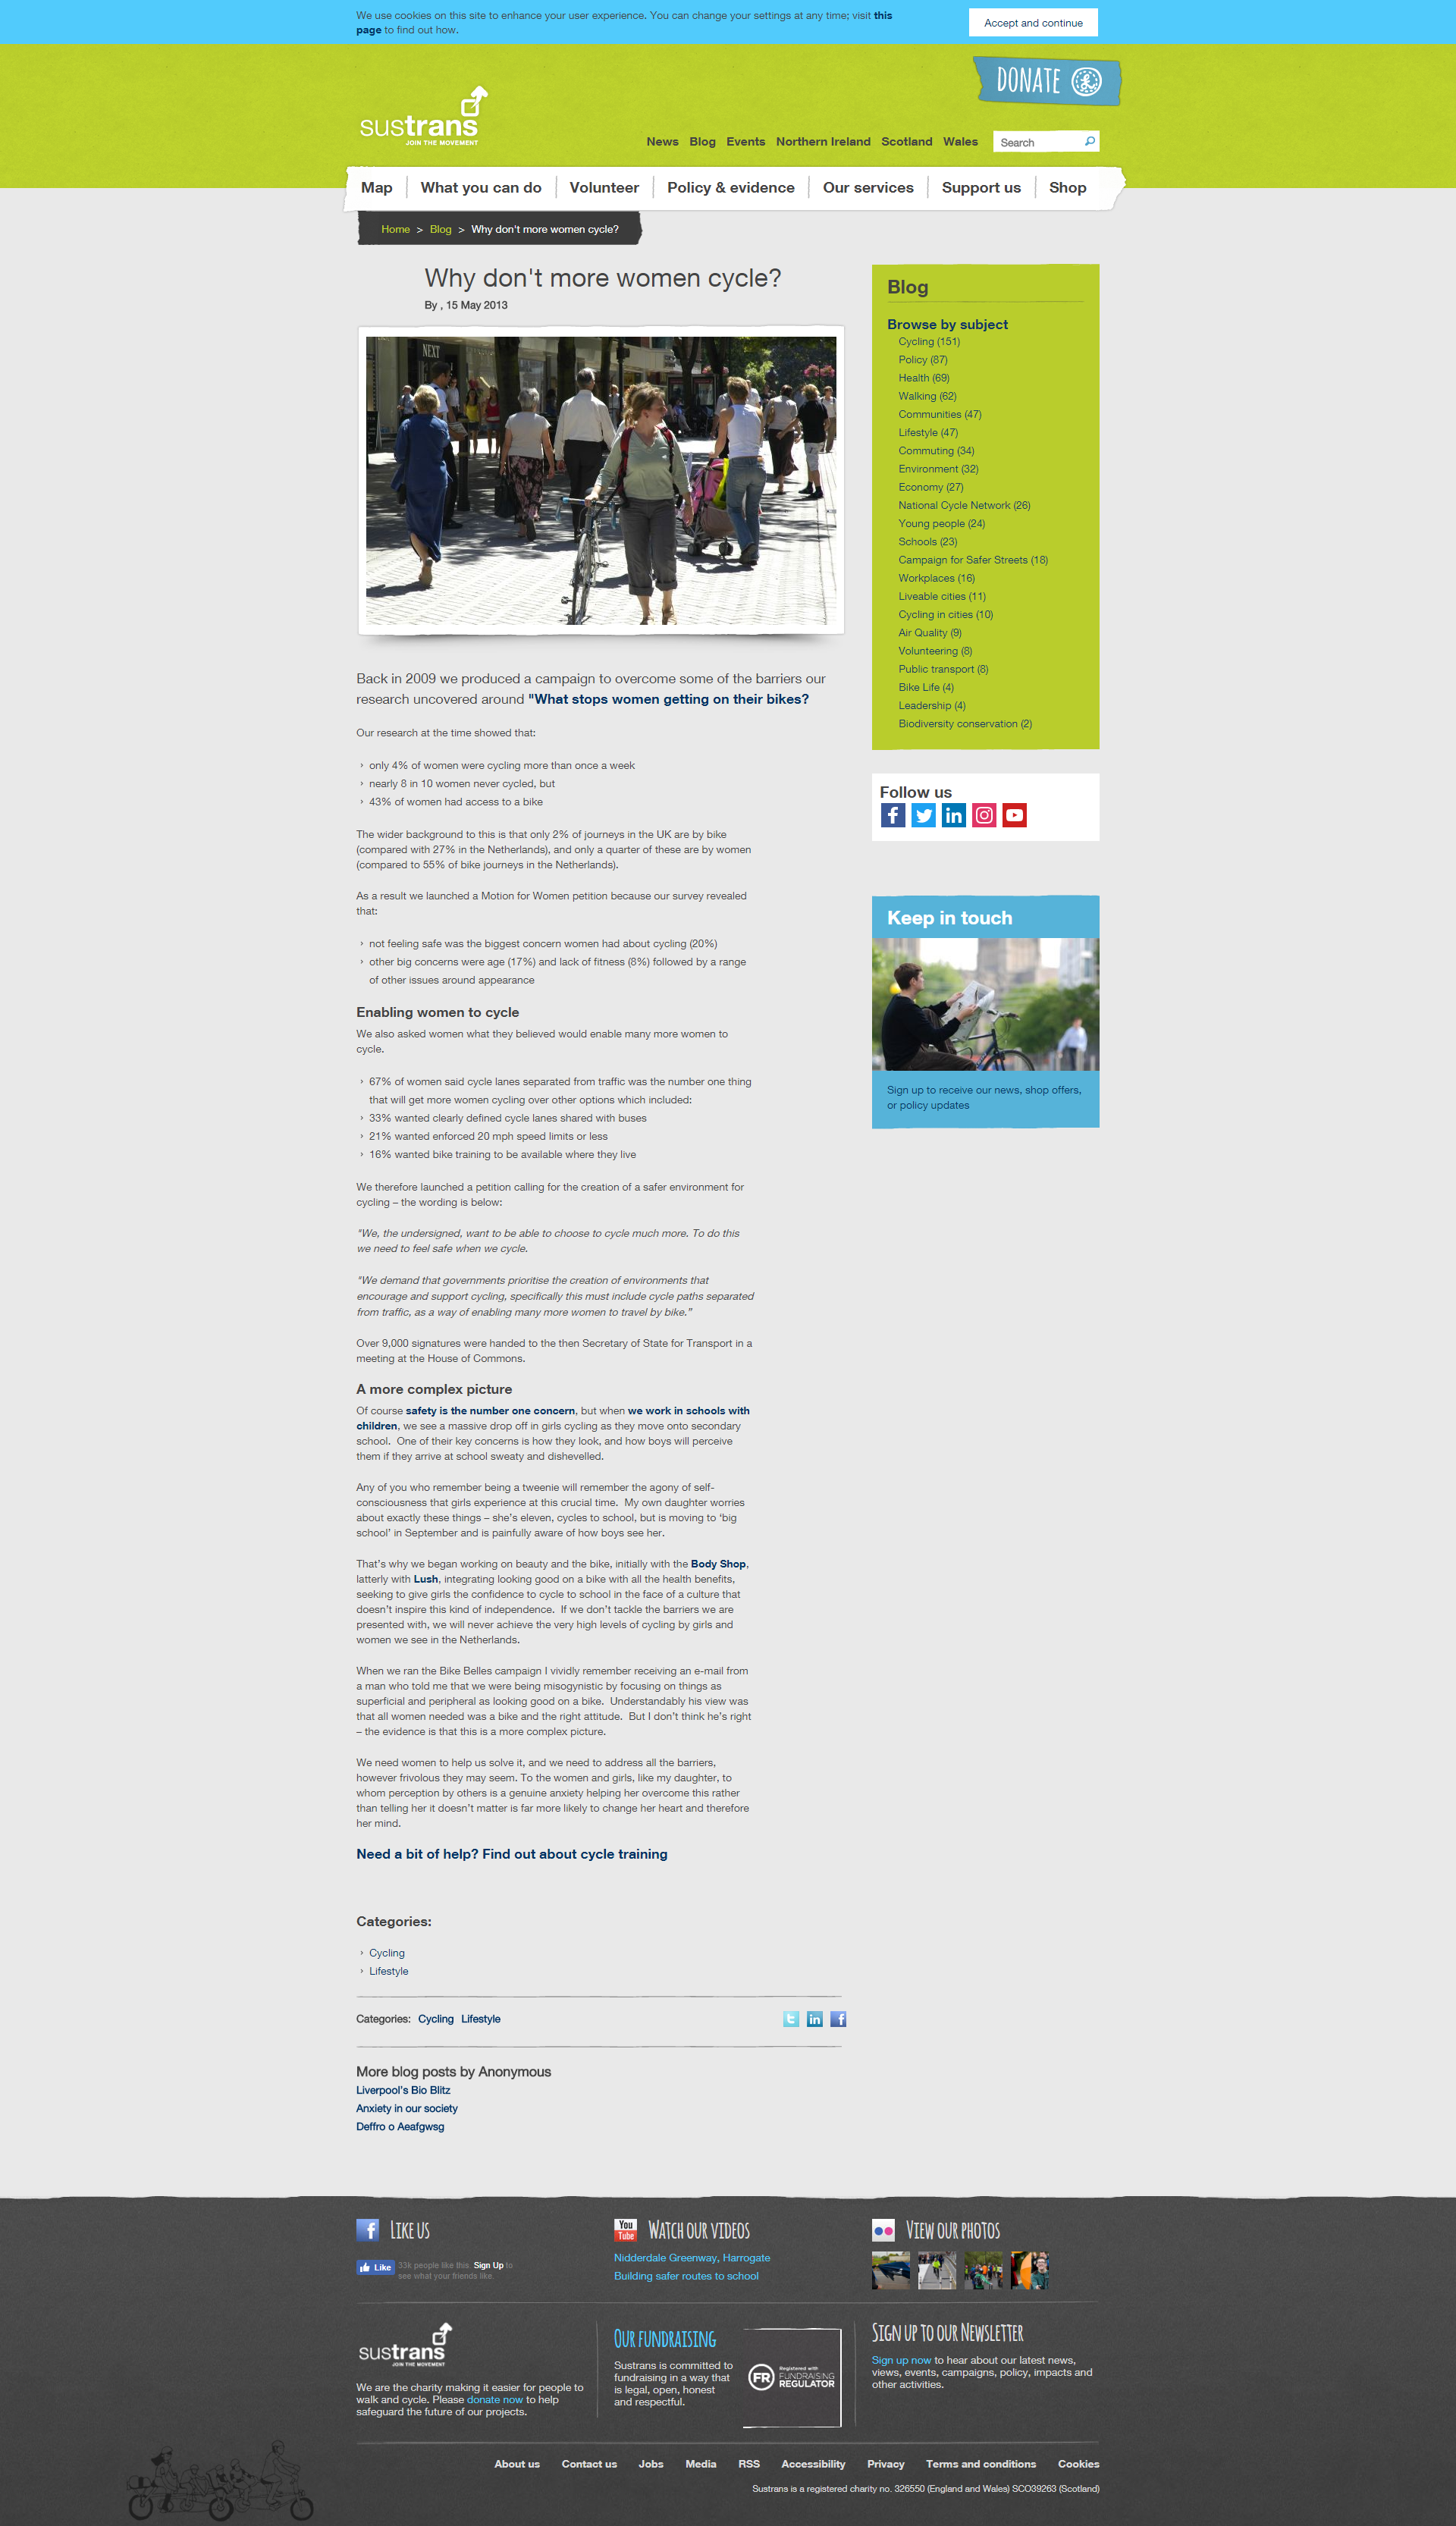 We use cookies on this site to enhance your user experience. You can change your settings at any time; visit this
page to find out how.
Accept and continue
DONATE
sustrans
JOIN THE MOVEMENT
News Blog Events Northern Ireland Scotland Wales Search
Map What you can do Volunteer Policy & evidence Our services Support us Shop
Home > Blog > Why don't more women cycle?
Why don't more women cycle?
By , 15 May 2013
NEXT
Back in 2009 we produced a campaign to overcome some of the barriers our
research uncovered around "What stops women getting on their bikes?
Our research at the time showed that:
› only 4% of women were cycling more than once a week
› nearly 8 in 10 women never cycled, but
› 43% of women had access to a bike
The wider background to this is that only 2% of journeys in the UK are by bike
(compared with 27% in the Netherlands), and only a quarter of these are by women
(compared to 55% of bike journeys in the Netherlands).
As a result we launched a Motion for Women petition because our survey revealed
that:
› not feeling safe was the biggest concern women had about cycling (20%)
› other big concerns were age (17%) and lack of fitness (8%) followed by a range
of other issues around appearance
Enabling women to cycle
We also asked women what they believed would enable many more women to
cycle.
› 67% of women said cycle lanes separated from traffic was the number one thing
that will get more women cycling over other options which included:
› 33% wanted clearly defined cycle lanes shared with buses
› 21% wanted enforced 20 mph speed limits or less
› 16% wanted bike training to be available where they live
We therefore launched a petition calling for the creation of a safer environment for
cycling – the wording is below:
"We, the undersigned, want to be able to choose to cycle much more. To do this
we need to feel safe when we cycle.
"We demand that governments prioritise the creation of environments that
encourage and support cycling, specifically this must include cycle paths separated
from traffic, as a way of enabling many more women to travel by bike."
Over 9,000 signatures were handed to the then Secretary of State for Transport in a
meeting at the House of Commons.
A more complex picture
Of course safety is the number one concern, but when we work in schools with
children, we see a massive drop off in girls cycling as they move onto secondary
school. One of their key concerns is how they look, and how boys will perceive
them if they arrive at school sweaty and dishevelled.
Any of you who remember being a tweenie will remember the agony of self-
consciousness that girls experience at this crucial time. My own daughter worries
about exactly these things – she's eleven, cycles to school, but is moving to 'big
school' in September and is painfully aware of how boys see her.
That's why we began working on beauty and the bike, initially with the Body Shop,
latterly with Lush, integrating looking good on a bike with all the health benefits,
seeking to give girls the confidence to cycle to school in the face of a culture that
doesn't inspire this kind of independence. If we don't tackle the barriers we are
presented with, we will never achieve the very high levels of cycling by girls and
women we see in the Netherlands.
When we ran the Bike Belles campaign I vividly remember receiving an e-mail from
a man who told me that we were being misogynistic by focusing on things as
superficial and peripheral as looking good on a bike. Understandably his view was
that all women needed was a bike and the right attitude. But I don't think he's right
– the evidence is that this is a more complex picture.
We need women to help us solve it, and we need to address all the barriers,
however frivolous they may seem. To the women and girls, like my daughter, to
whom perception by others is a genuine anxiety helping her overcome this rather
than telling her it doesn't matter is far more likely to change her heart and therefore
her mind.
Need a bit of help? Find out about cycle training
Categories:
› Cycling
› Lifestyle
Categories: Cycling Lifestyle
More blog posts by Anonymous
Liverpool's Bio Blitz
Anxiety in our society
Deffro o Aeafgwsg
Blog
Browse by subject
Cycling (151)
Policy (87)
Health (69)
Walking (62)
Communities (47)
Lifestyle (47)
Commuting (34)
Environment (32)
Economy (27)
National Cycle Network (26)
Young people (24)
Schools (23)
Campaign for Safer Streets (18)
Workplaces (16)
Liveable cities (11)
Cycling in cities (10)
Air Quality (9)
Volunteering (8)
Public transport (8)
Bike Life (4)
Leadership (4)
Biodiversity conservation (2)
Follow us
Keep in touch
Sign up to receive our news, shop offers,
or policy updates
Like us
Like 33k people like this. Sign Up to
see what your friends like.
You Tube Watch our videos
Nidderdale Greenway, Harrogate
Building safer routes to school
View our photos
sustrans
JOIN THE MOVEMENT
We are the charity making it easier for people to
walk and cycle. Please donate now to help
safeguard the future of our projects.
Our fundraising
Sustrans is committed to
fundraising in a way that
is legal, open, honest
and respectful.
FR Registered with
FUNDRAISING
REGULATOR
Sign up to our Newsletter
Sign up now to hear about our latest news,
views, events, campaigns, policy, impacts and
other activities.
About us Contact us Jobs Media RSS Accessibility Privacy Terms and conditions Cookies
Sustrans is a registered charity no. 326550 (England and Wales) SCO39263 (Scotland)